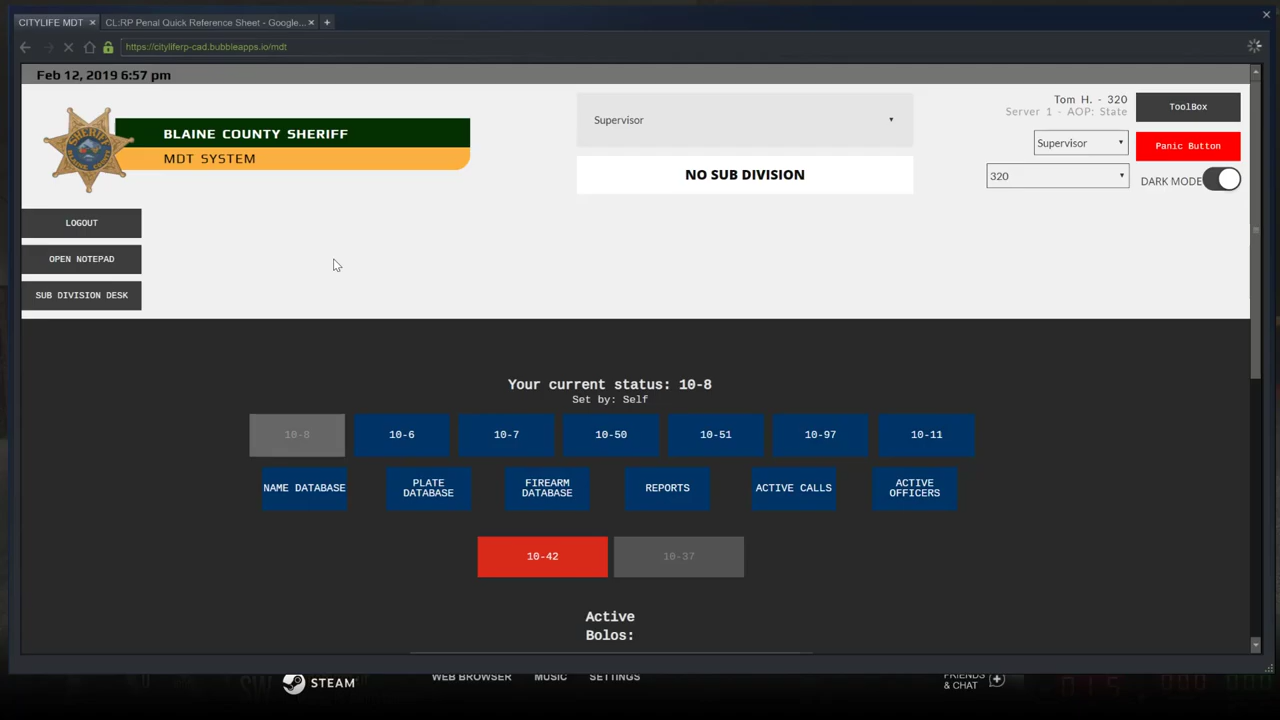 CITYLIFE MDT
CL:RP Penal Quick Reference Sheet - Google...
https://cityliferp-cad.bubbleapps.io/mdt
Feb 12, 2019 6:57 pm
SHERIFF
BLAINE COUNTY SHERIFF
MDT SYSTEM
Supervisor
NO SUB DIVISION
Tom H. - 320
Server 1 - AOP: State
Supervisor
320
ToolBox
Panic Button
DARK MODE
LOGOUT
OPEN NOTEPAD
SUB DIVISION DESK
Your current status: 10-8
Set by: Self
10-8 10-6 10-7 10-50 10-51 10-97 10-11
NAME DATABASE
PLATE
DATABASE
FIREARM
DATABASE
REPORTS
ACTIVE CALLS
ACTIVE
OFFICERS
10-42 10-37
Active
Bolos:
STEAM
WEB BROWSER MUSIC SETTINGS
FRIENDS
& CHAT